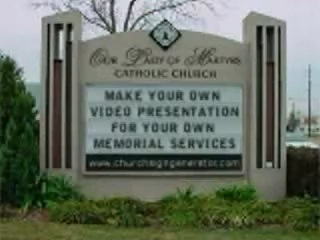 Our Lady of Martyrs
CATHOLIC CHURCH
MAKE YOUR OWN
VIDEO PRESENTATION
FOR YOUR OWN
MEMORIAL SERVICES
www.churchsigngenerator.com